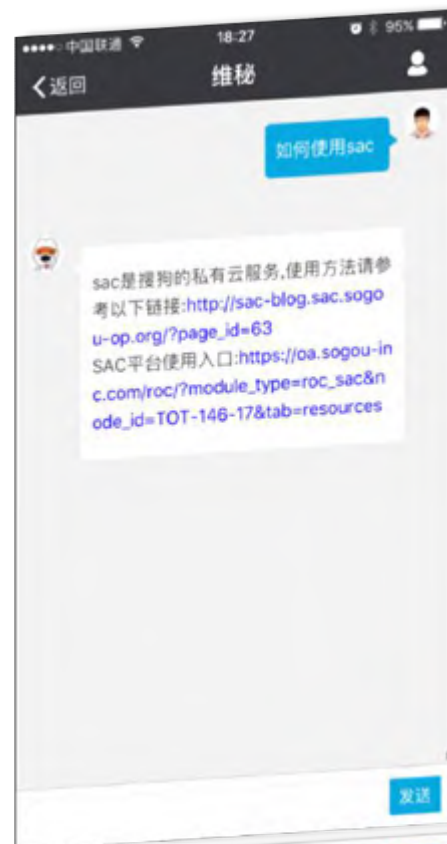 中国联通
18:27
95%
返回
维秘
如何使用sac
sac是搜狗的私有云服务,使用方法请参
考以下链接:http://sac-blog.sac.sogo
u-op.org/?page_id=63
SAC平台使用入口:https://oa.sogou-in
c.com/roc/?module_type=roc_sac&n
ode_id=TOT-146-17&tab=resources
发送